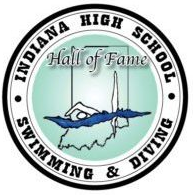 • INDIANA HIGH SCHOOL •
Hall of Fame
SWIMMING & DIVING